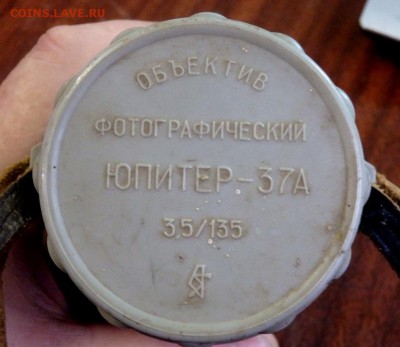 COINS.LAVE.RU
ОБЪЕКТИВ
ФОТОГРАФИЧЕСКИЙ
ЮПИТЕР-37А
3,5/135